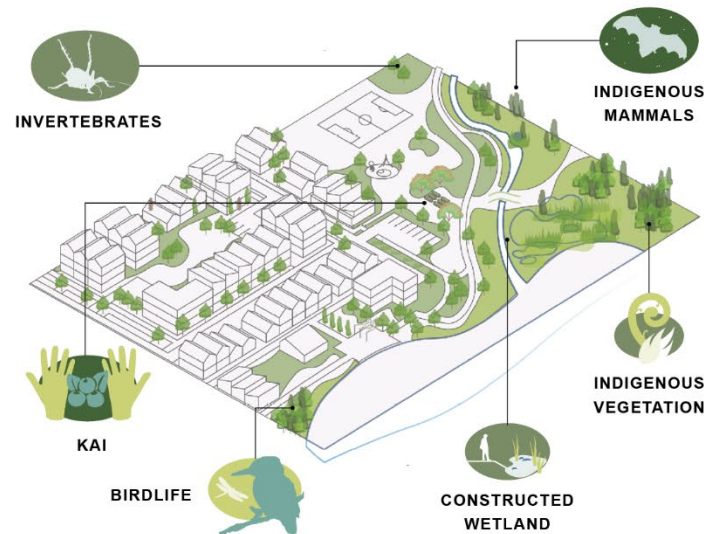 INVERTEBRATES
INDIGENOUS
MAMMALS
INDIGENOUS
VEGETATION
KAI
BIRDLIFE
CONSTRUCTED
WETLAND